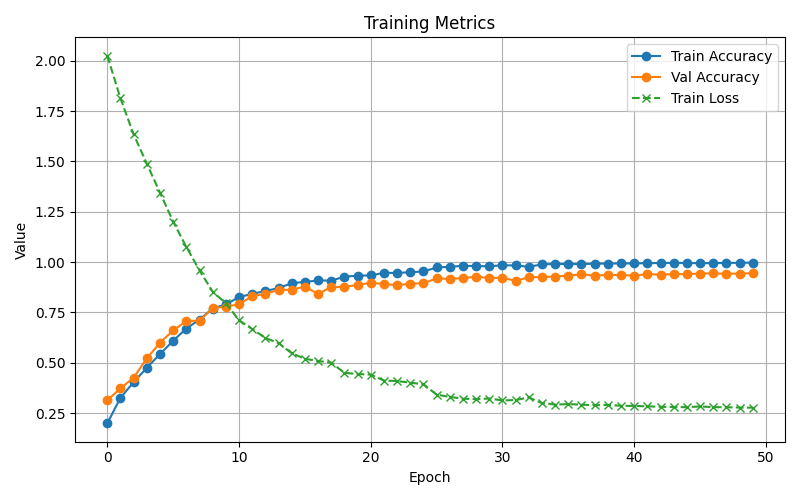 Training Metrics
Train Accuracy
Val Accuracy
Train Loss
2.00
1.75
1.50
1.25
1.00
0.75
0.50
0.25
Value
0 10 20 30 40 50
Epoch